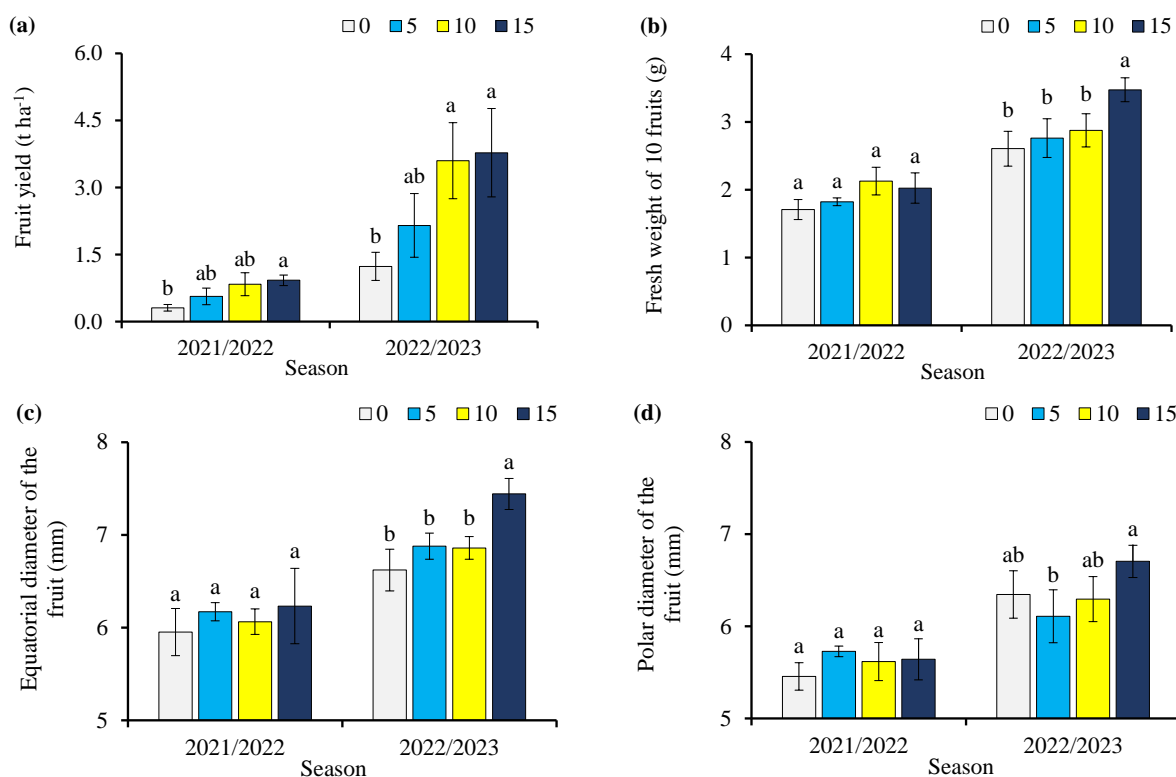 (a)
0 5 10 15
Fruit yield (t ha⁻¹)
6.0
4.5
3.0
1.5
0.0
b
ab
ab
a
b
ab
a
a
2021/2022
2022/2023
Season
(b)
0 5 10 15
Fresh weight of 10 fruits (g)
4
3
2
1
0
a
a
a
a
b
b
b
a
2021/2022
2022/2023
Season
(c)
0 5 10 15
Equatorial diameter of the
fruit (mm)
8
7
6
5
a
a
a
a
b
b
b
a
2021/2022
2022/2023
Season
(d)
0 5 10 15
Polar diameter of the
fruit (mm)
8
7
6
5
a
a
a
a
ab
b
ab
a
2021/2022
2022/2023
Season